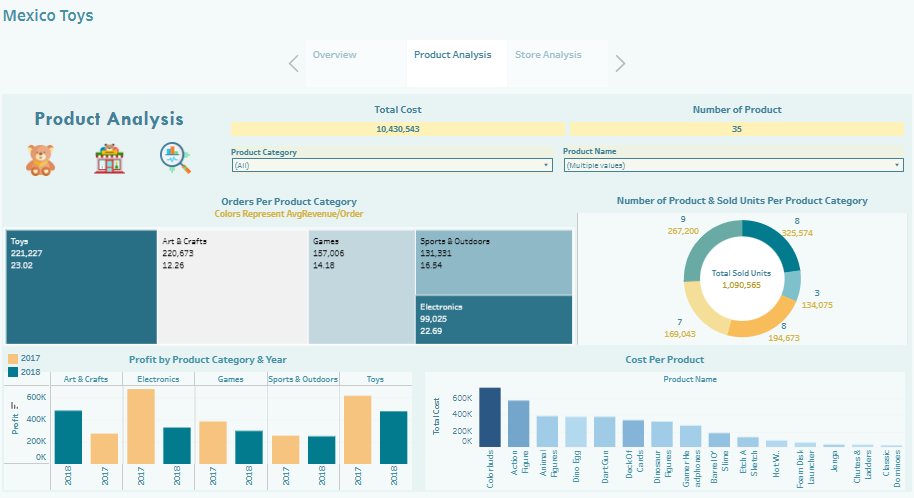 Mexico Toys
Overview
Product Analysis
Store Analysis
Product Analysis
Total Cost
10,430,543
Number of Product
35
Product Category
(All)
Product Name
(Multiple values)
Orders Per Product Category
Colors Represent AvgRevenue/Order
Toys
221,227
23.02
Art & Crafts
220,673
12.26
Games
157,006
14.18
Sports & Outdoors
131,331
16.54
Electronics
99,025
22.69
Number of Product & Sold Units Per Product Category
9
267,200
8
325,574
Total Sold Units
1,090,565
3
134,075
7
169,043
8
194,673
2017
2018
Profit by Product Category & Year
Art & Crafts
Electronics
Games
Sports & Outdoors
Toys
Profit
600K
400K
200K
0K
2018
2017
2017
2018
2017
2018
2017
2018
2017
2018
Cost Per Product
Product Name
Total Cost
600K
400K
200K
0K
Colorbuds
Action
Figure
Animal
Figures
Dino Egg
Dart Gun
Deck Of
Cards
Dinosaur
Figures
Gamer He
adphones
Barrel O'
Slime
Etch A
Sketch
Hot W..
Foam Disk
Launcher
Jenga
Chutes &
Ladders
Classic
Dominoes